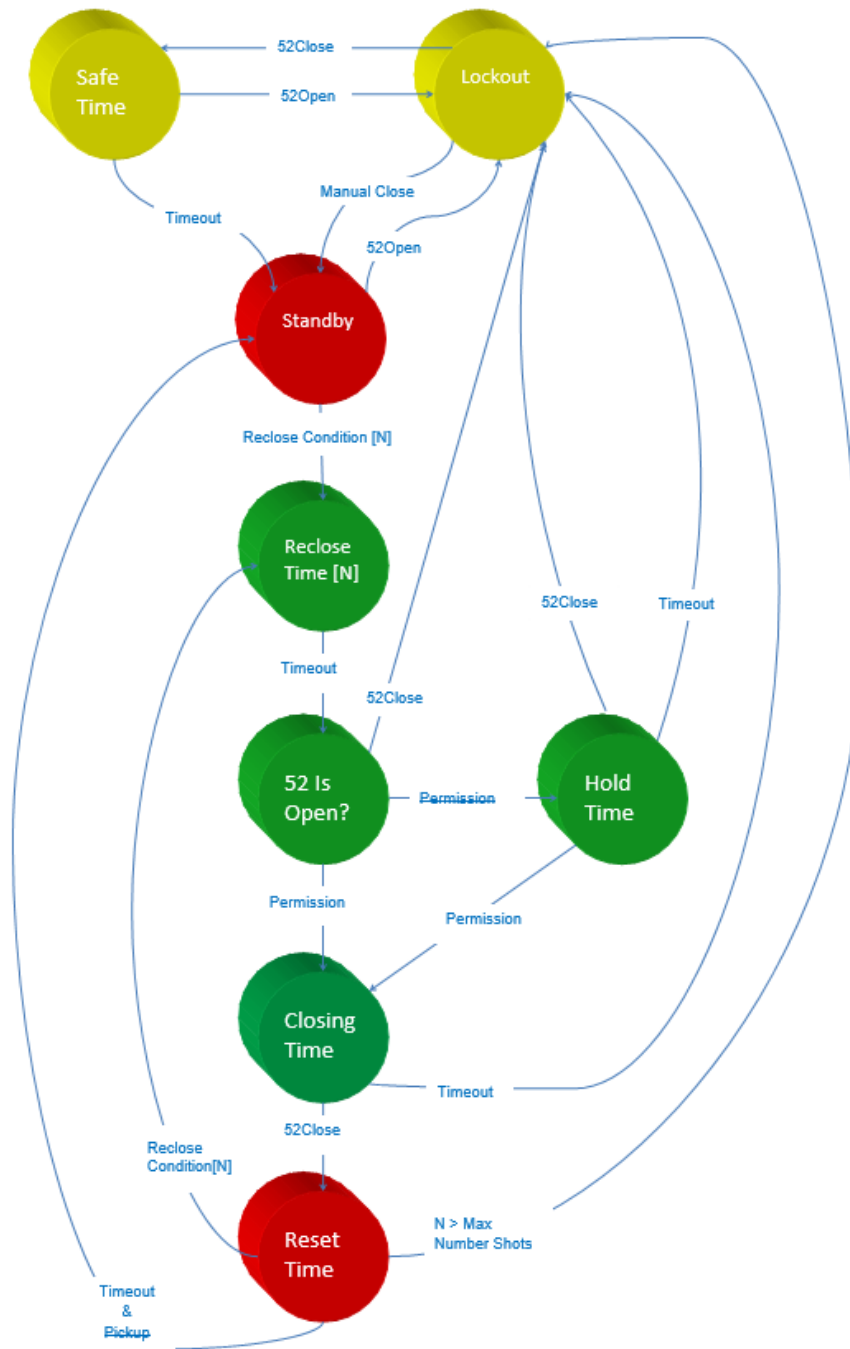 52Close
Safe
Time
Lockout
52Open
Manual Close
Timeout
52Open
Standby
Reclose Condition [N]
Reclose
Time [N]
52Close
Timeout
Timeout
52Close
52 Is
Open?
Permission
Hold
Time
Permission
Permission
Closing
Time
Timeout
52Close
Reclose
Condition[N]
N > Max
Number Shots
Reset
Time
Timeout
&
Pickup